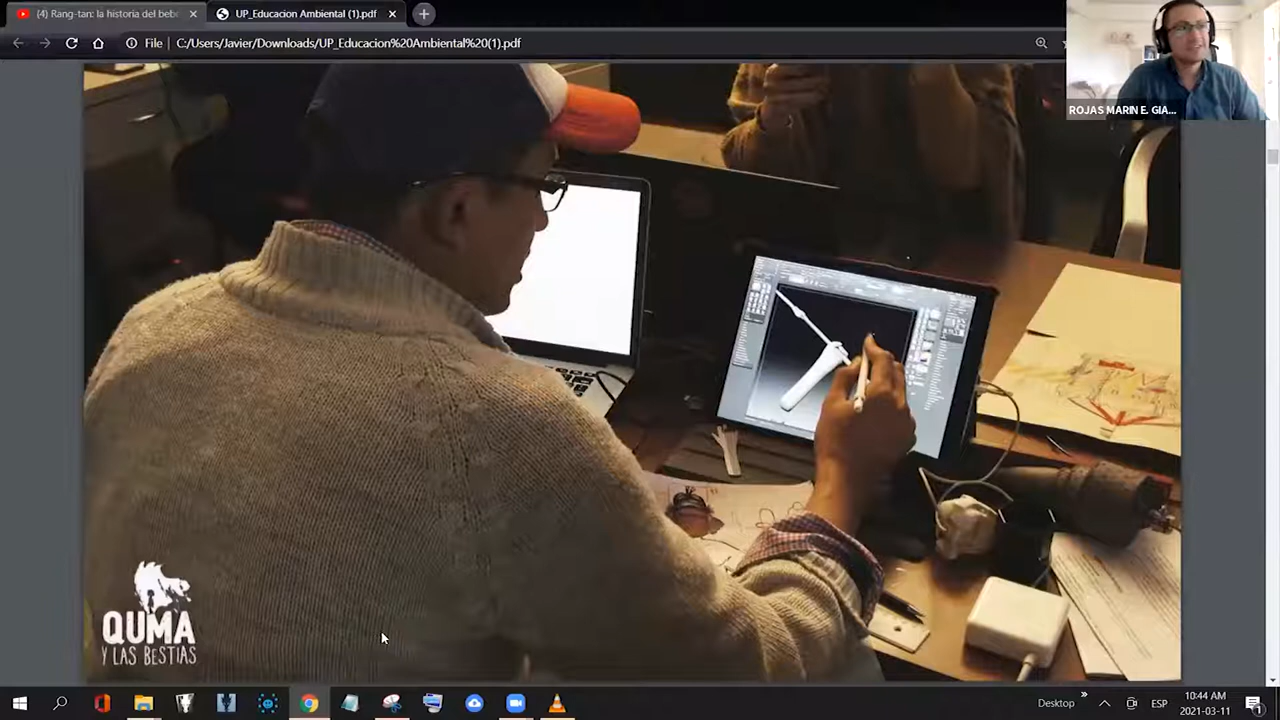 (4) Rang-tan: la historia del beb
UP_Educacion Ambiental (1).pdf
File
C:/Users/Javier/Downloads/UP_Educacion%20Ambiental%20(1).pdf
ROJAS MARIN E. GIA...
QUMA
Y LAS BESTIAS
Desktop
ESP
10:44 AM
2021-03-11
1